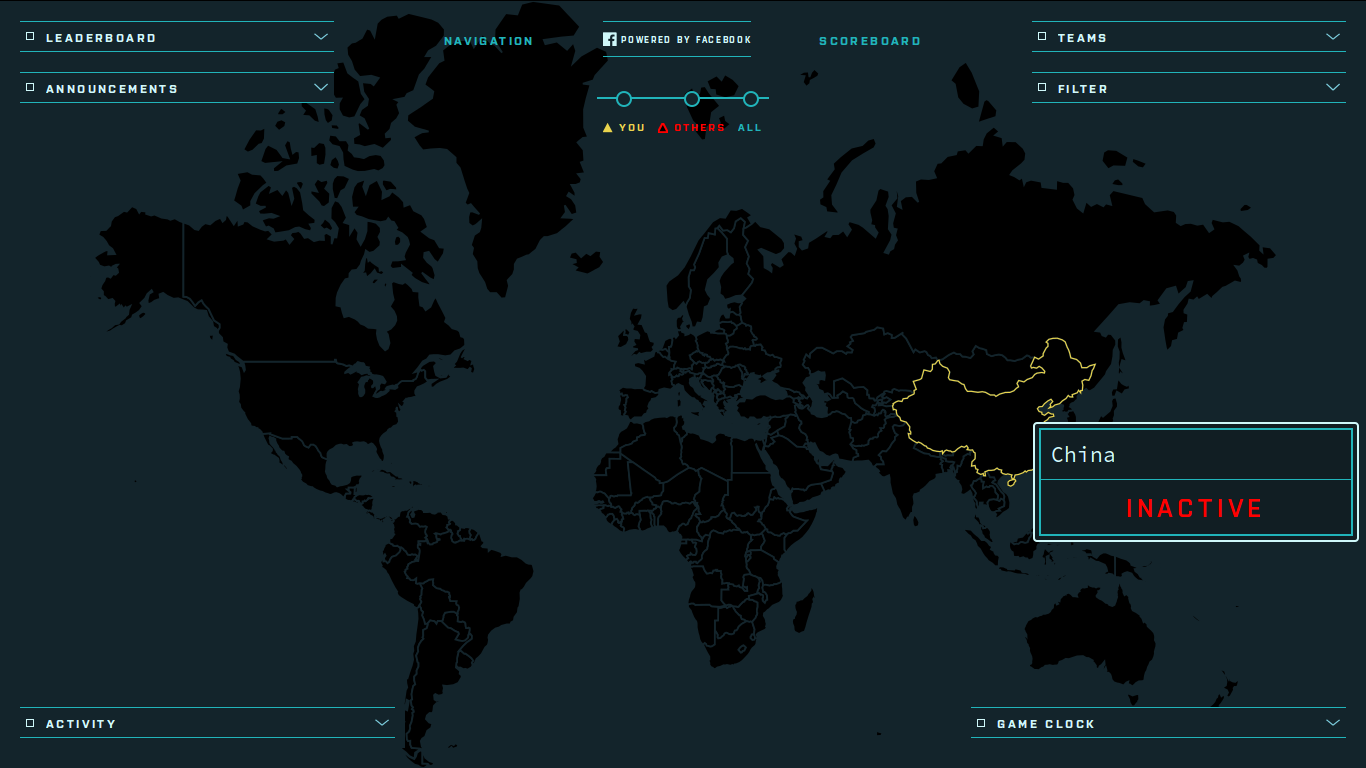 LEADERBOARD
ANNOUNCEMENTS
NAVIGATION
POWERED BY FACEBOOK
SCOREBOARD
YOU OTHERS ALL
TEAMS
FILTER
China
INACTIVE
ACTIVITY
GAME CLOCK